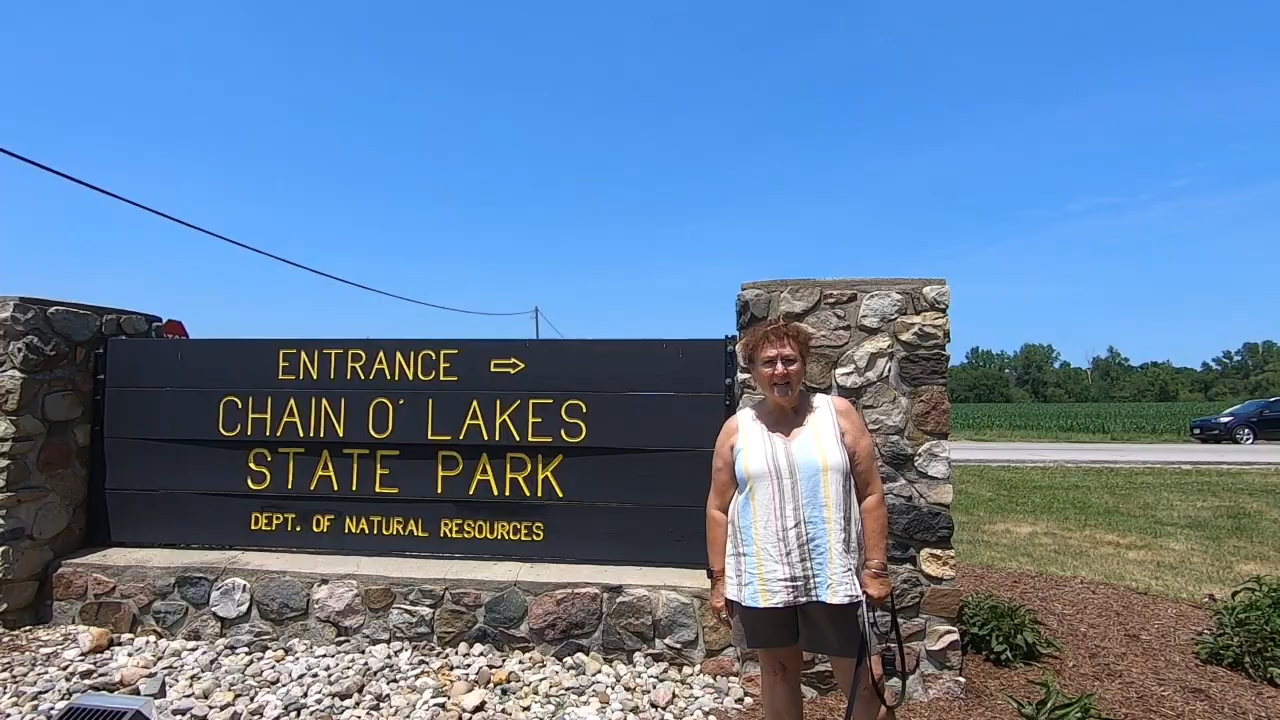 ENTRANCE ⇨
CHAIN O' LAKES
STATE PARK
DEPT. OF NATURAL RESOURCES